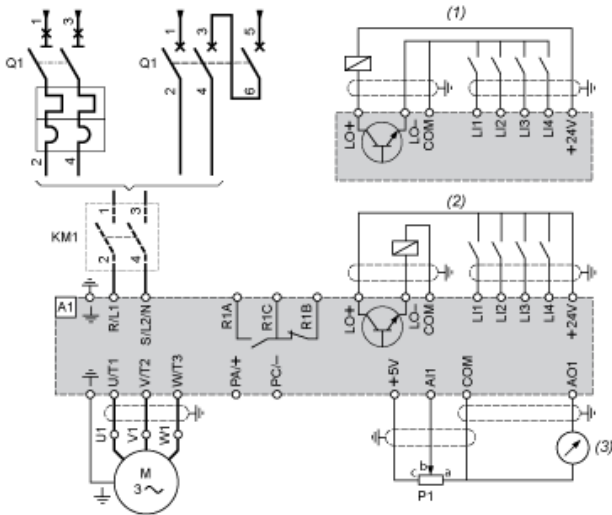 1 3
Q1
2 4
1 3 5
Q1
2 4 6
(1)
LO+ LO- COM LI1 LI2 LI3 LI4 +24V
1 3
KM1
2 4
(2)
A1
R/L1 S/L2/N R1A R1C R1B LO+ LO- COM LI1 LI2 LI3 LI4 +24V
U/T1 V/T2 W/T3 PA/+ PC/- +5V AI1 COM AO1
U1 V1 W1
M
3 ~
c b a
P1
(3)